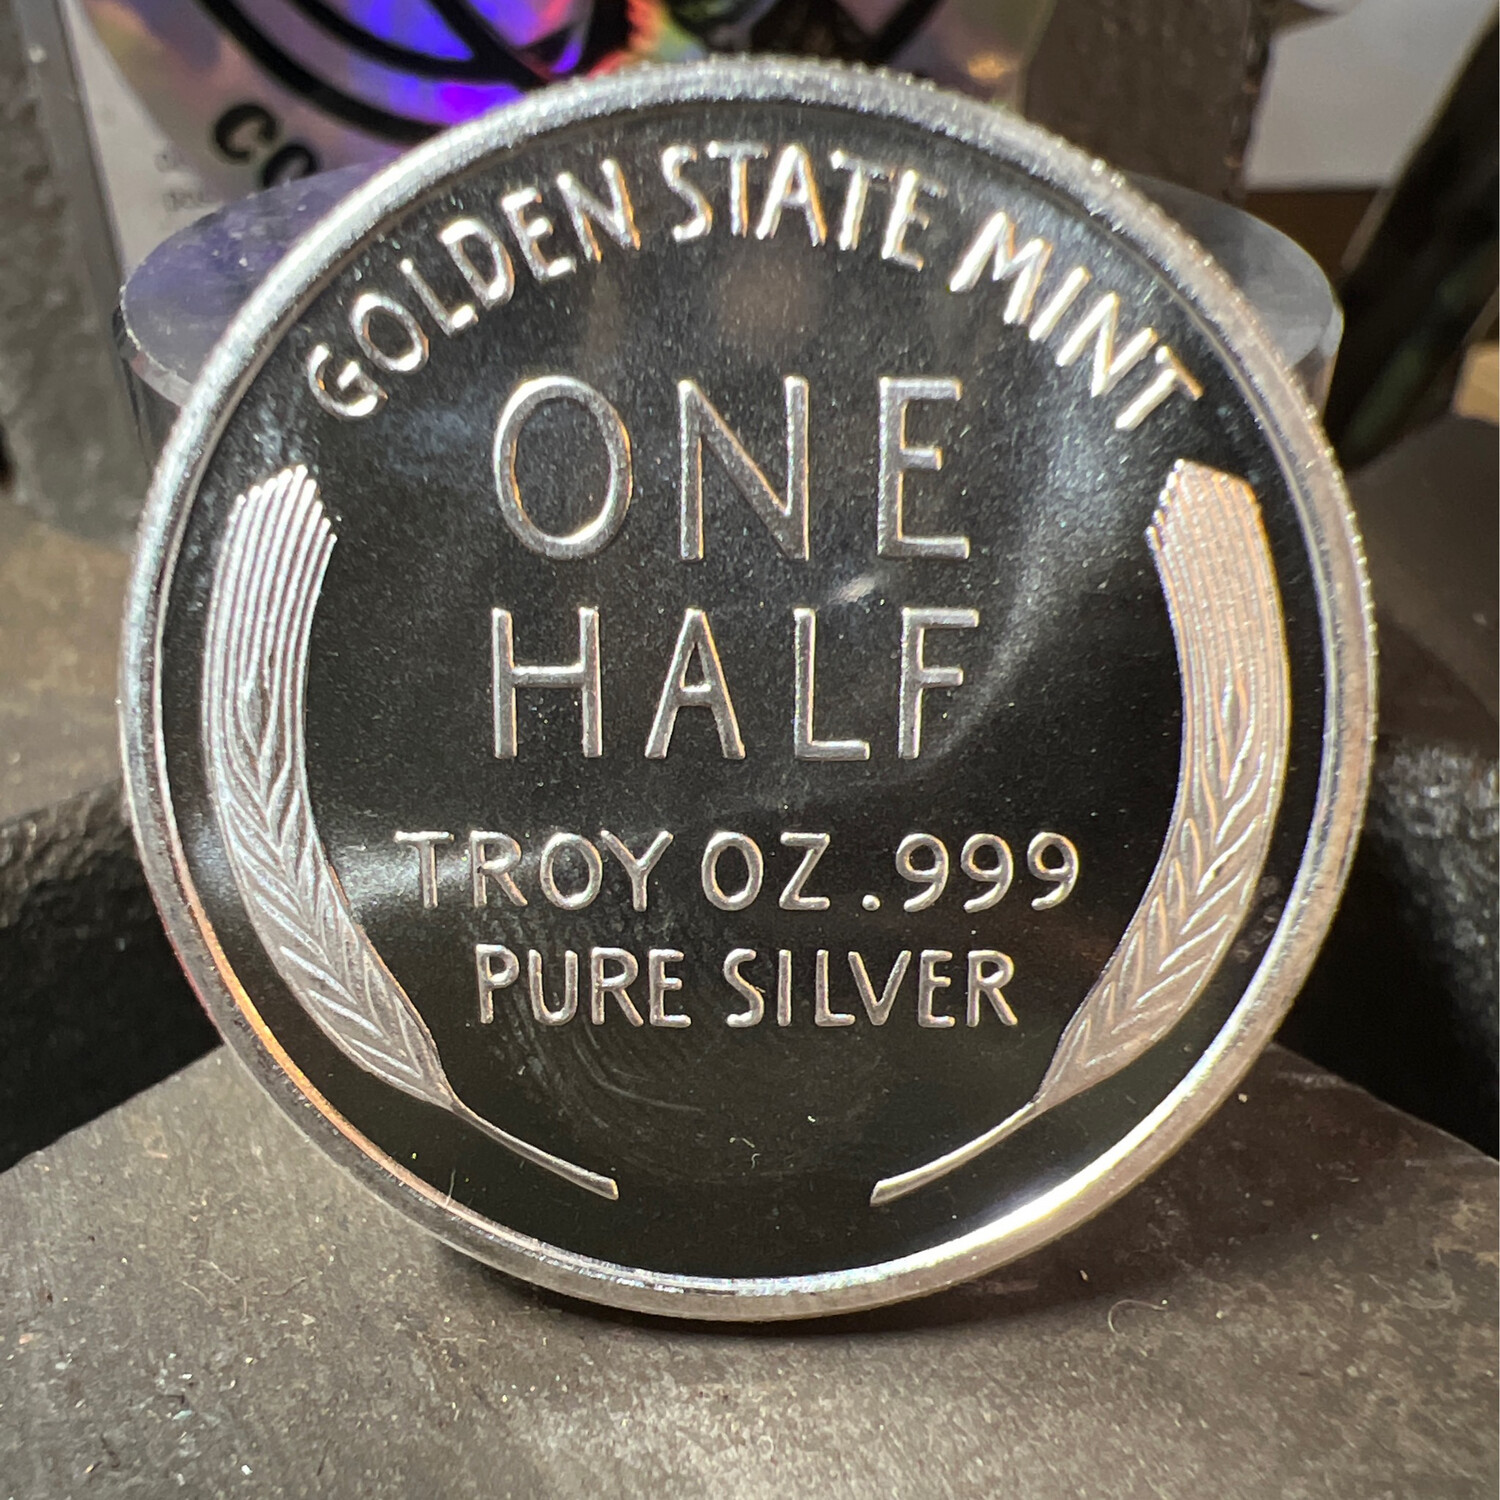 GOLDEN STATE MINT
ONE
HALF
TROY OZ .999
PURE SILVER